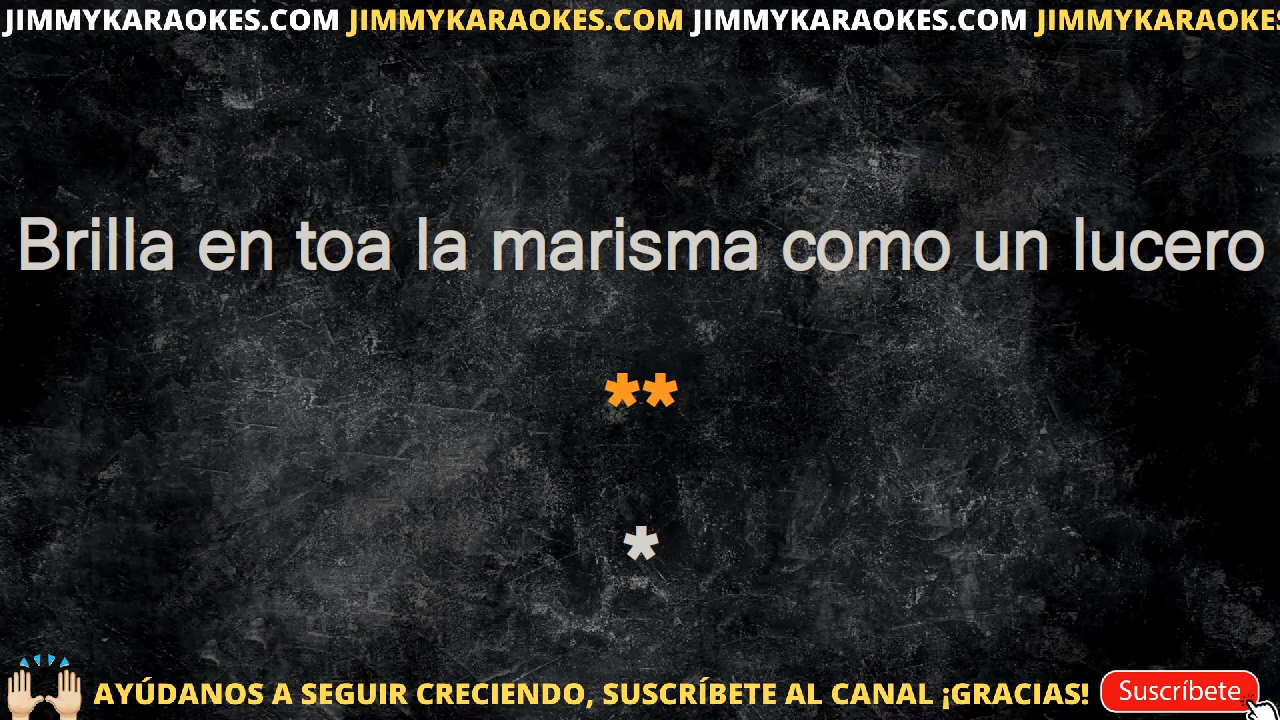 JIMMYKARAOKES.COM JIMMYKARAOKES.COM JIMMYKARAOKES.COM JIMMYKARAOKES
Brilla en toa la marisma como un lucero
**
*
AYÚDANOS A SEGUIR CRECIENDO, SUSCRÍBETE AL CANAL ¡GRACIAS! Suscríbete